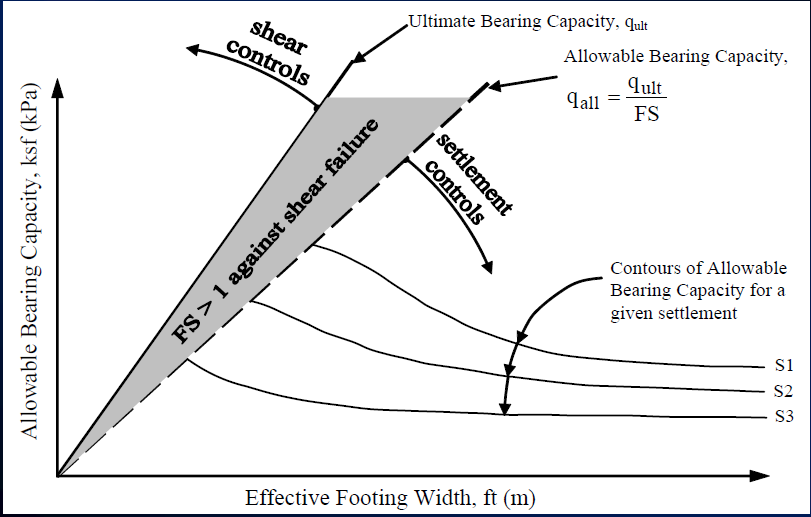 Ultimate Bearing Capacity, qult
shear
controls
Allowable Bearing Capacity,
qall = qult
FS
Allowable Bearing Capacity, ksf (kPa)
FS > 1 against shear failure
settlement
controls
Contours of Allowable
Bearing Capacity for a
given settlement
S1
S2
S3
Effective Footing Width, ft (m)